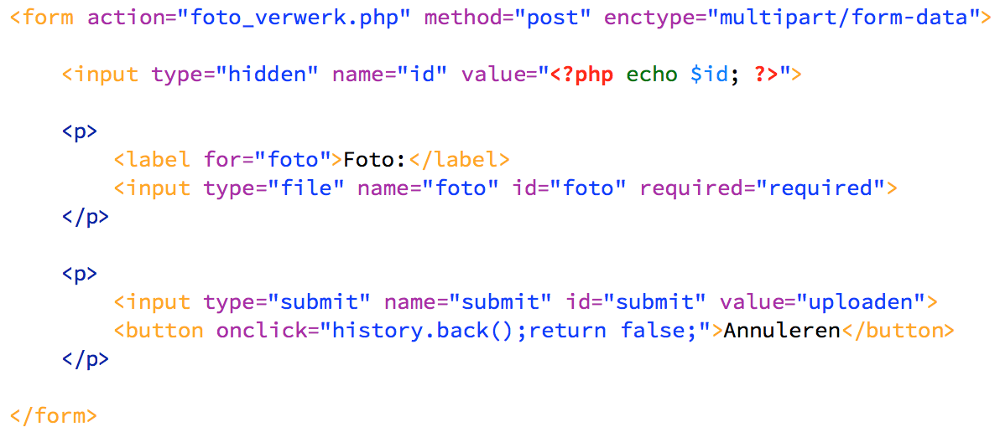 <form action="foto_verwerk.php" method="post" enctype="multipart/form-data">
<input type="hidden" name="id" value="<?php echo $id; ?>">
<p>
<label for="foto">Foto:</label>
<input type="file" name="foto" id="foto" required="required">
</p>
<p>
<input type="submit" name="submit" id="submit" value="uploaden">
<button onclick="history.back();return false;">Annuleren</button>
</p>
</form>